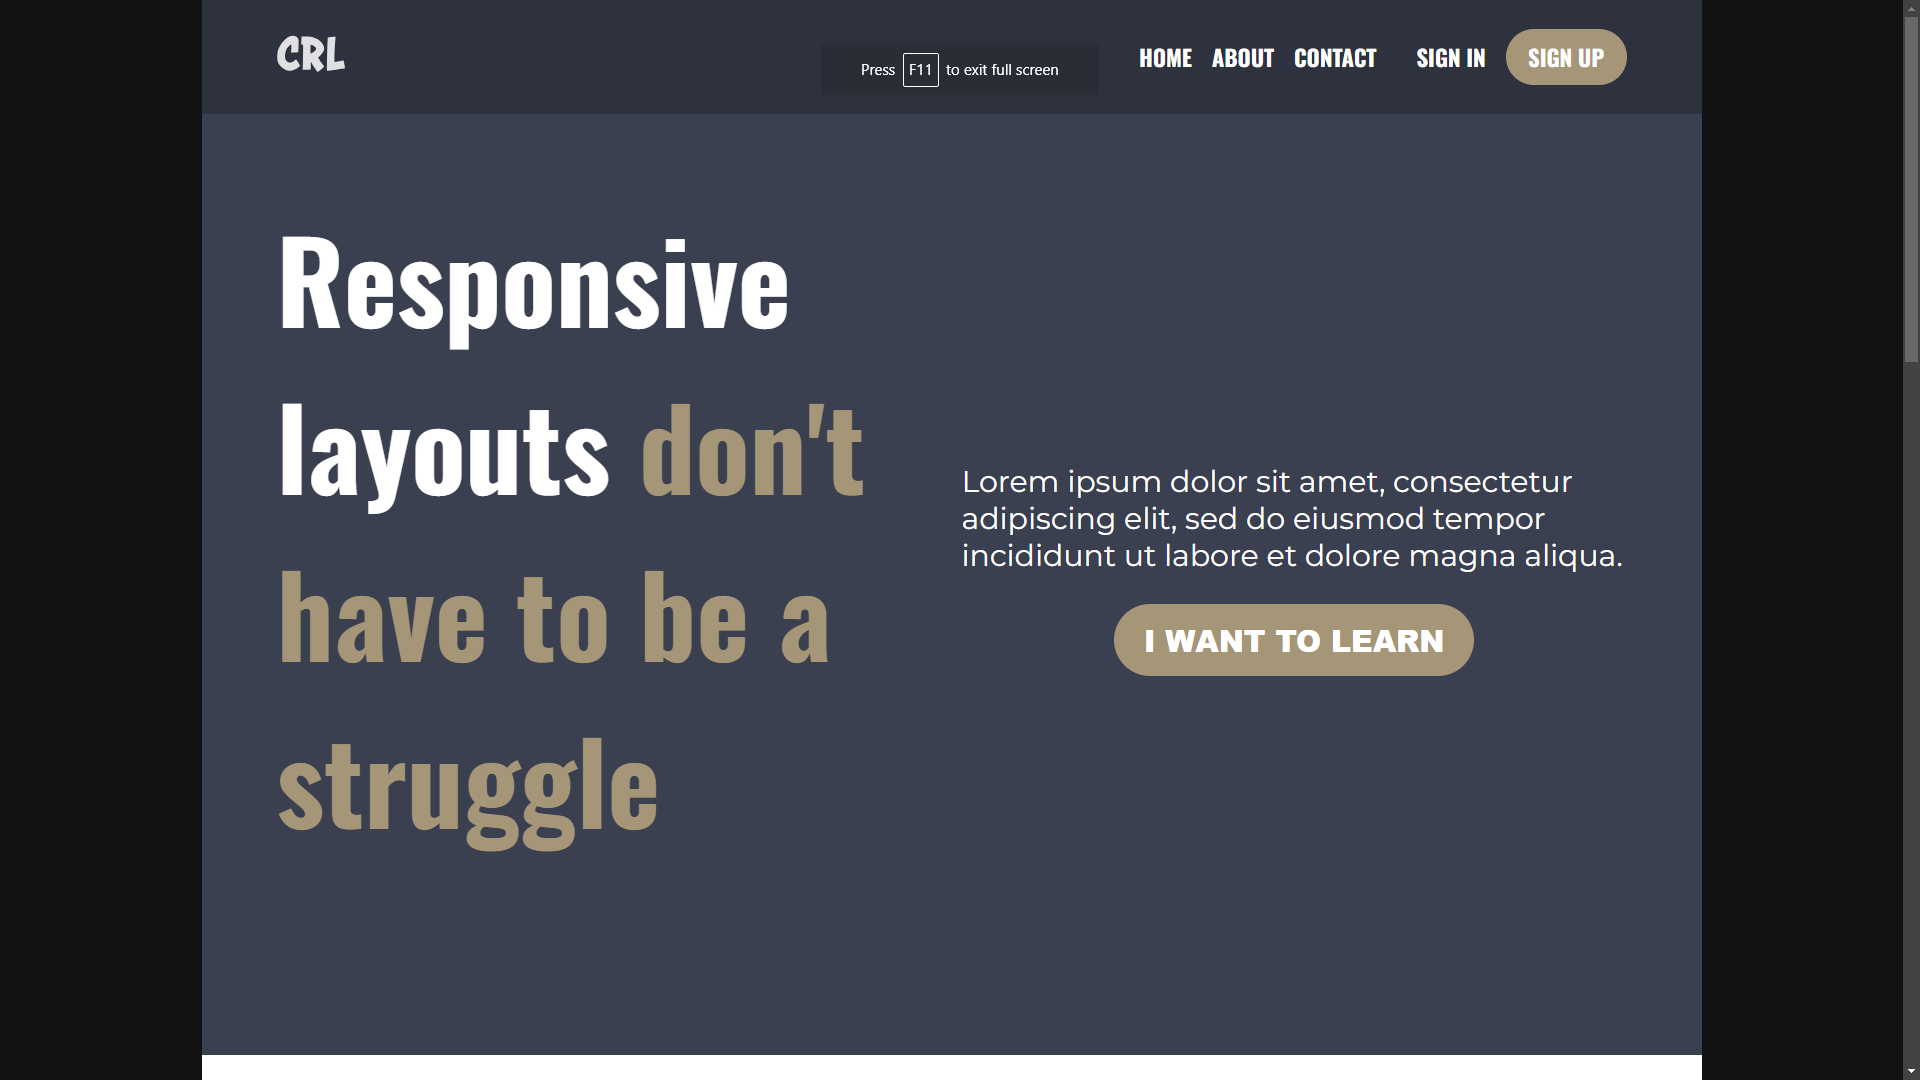 CRL
Press F11 to exit full screen
HOME ABOUT CONTACT SIGN IN SIGN UP
Responsive
layouts don't
have to be a
struggle
Lorem ipsum dolor sit amet, consectetur
adipiscing elit, sed do eiusmod tempor
incididunt ut labore et dolore magna aliqua.
I WANT TO LEARN